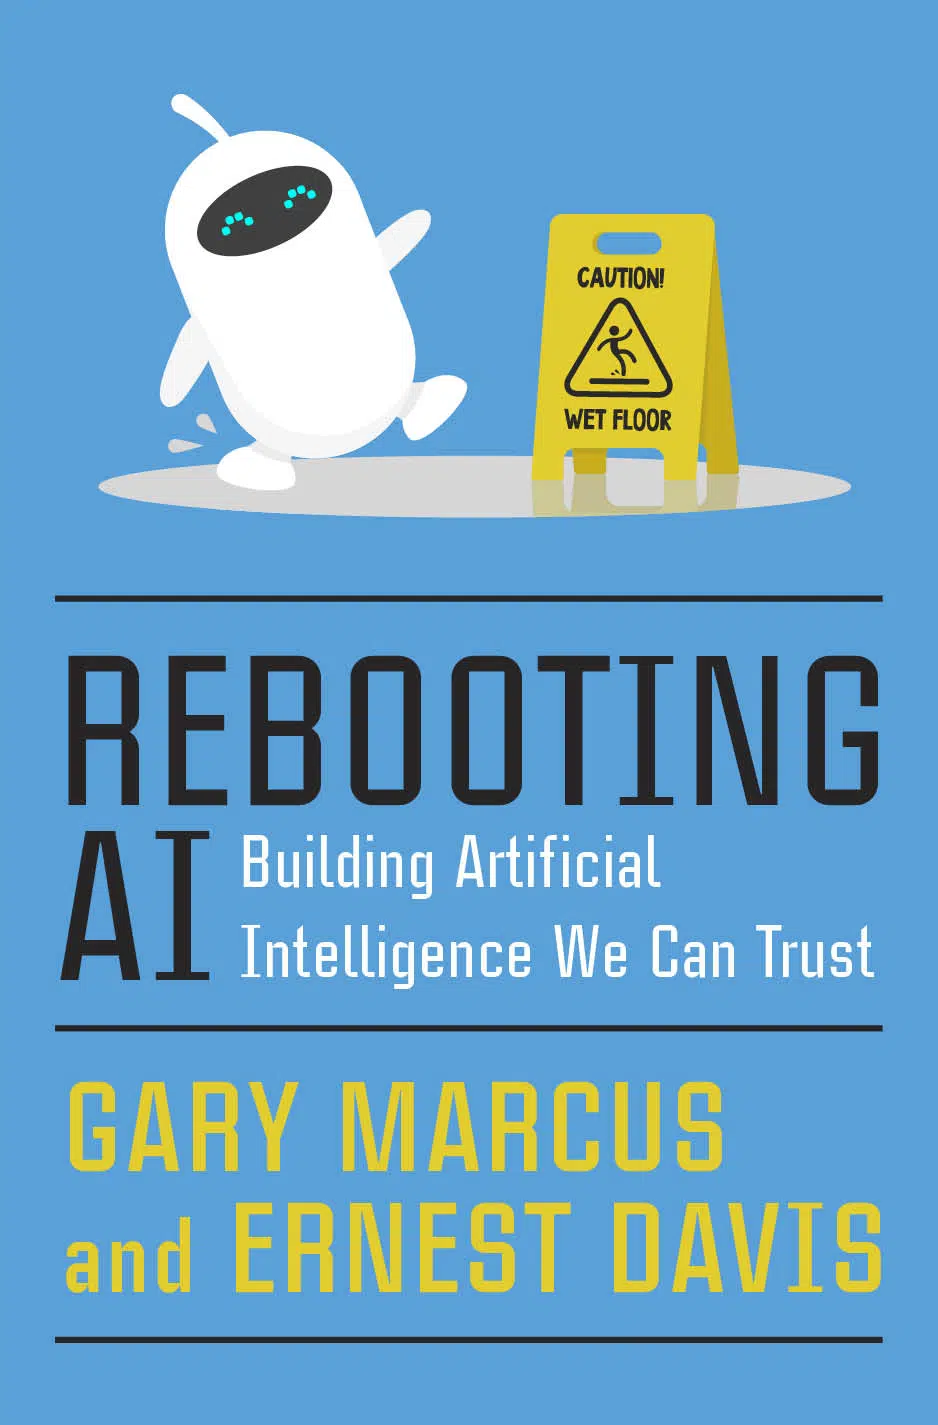 CAUTION!
WET FLOOR
REBOOTING
AI Building Artificial
Intelligence We Can Trust
GARY MARCUS
and ERNEST DAVIS